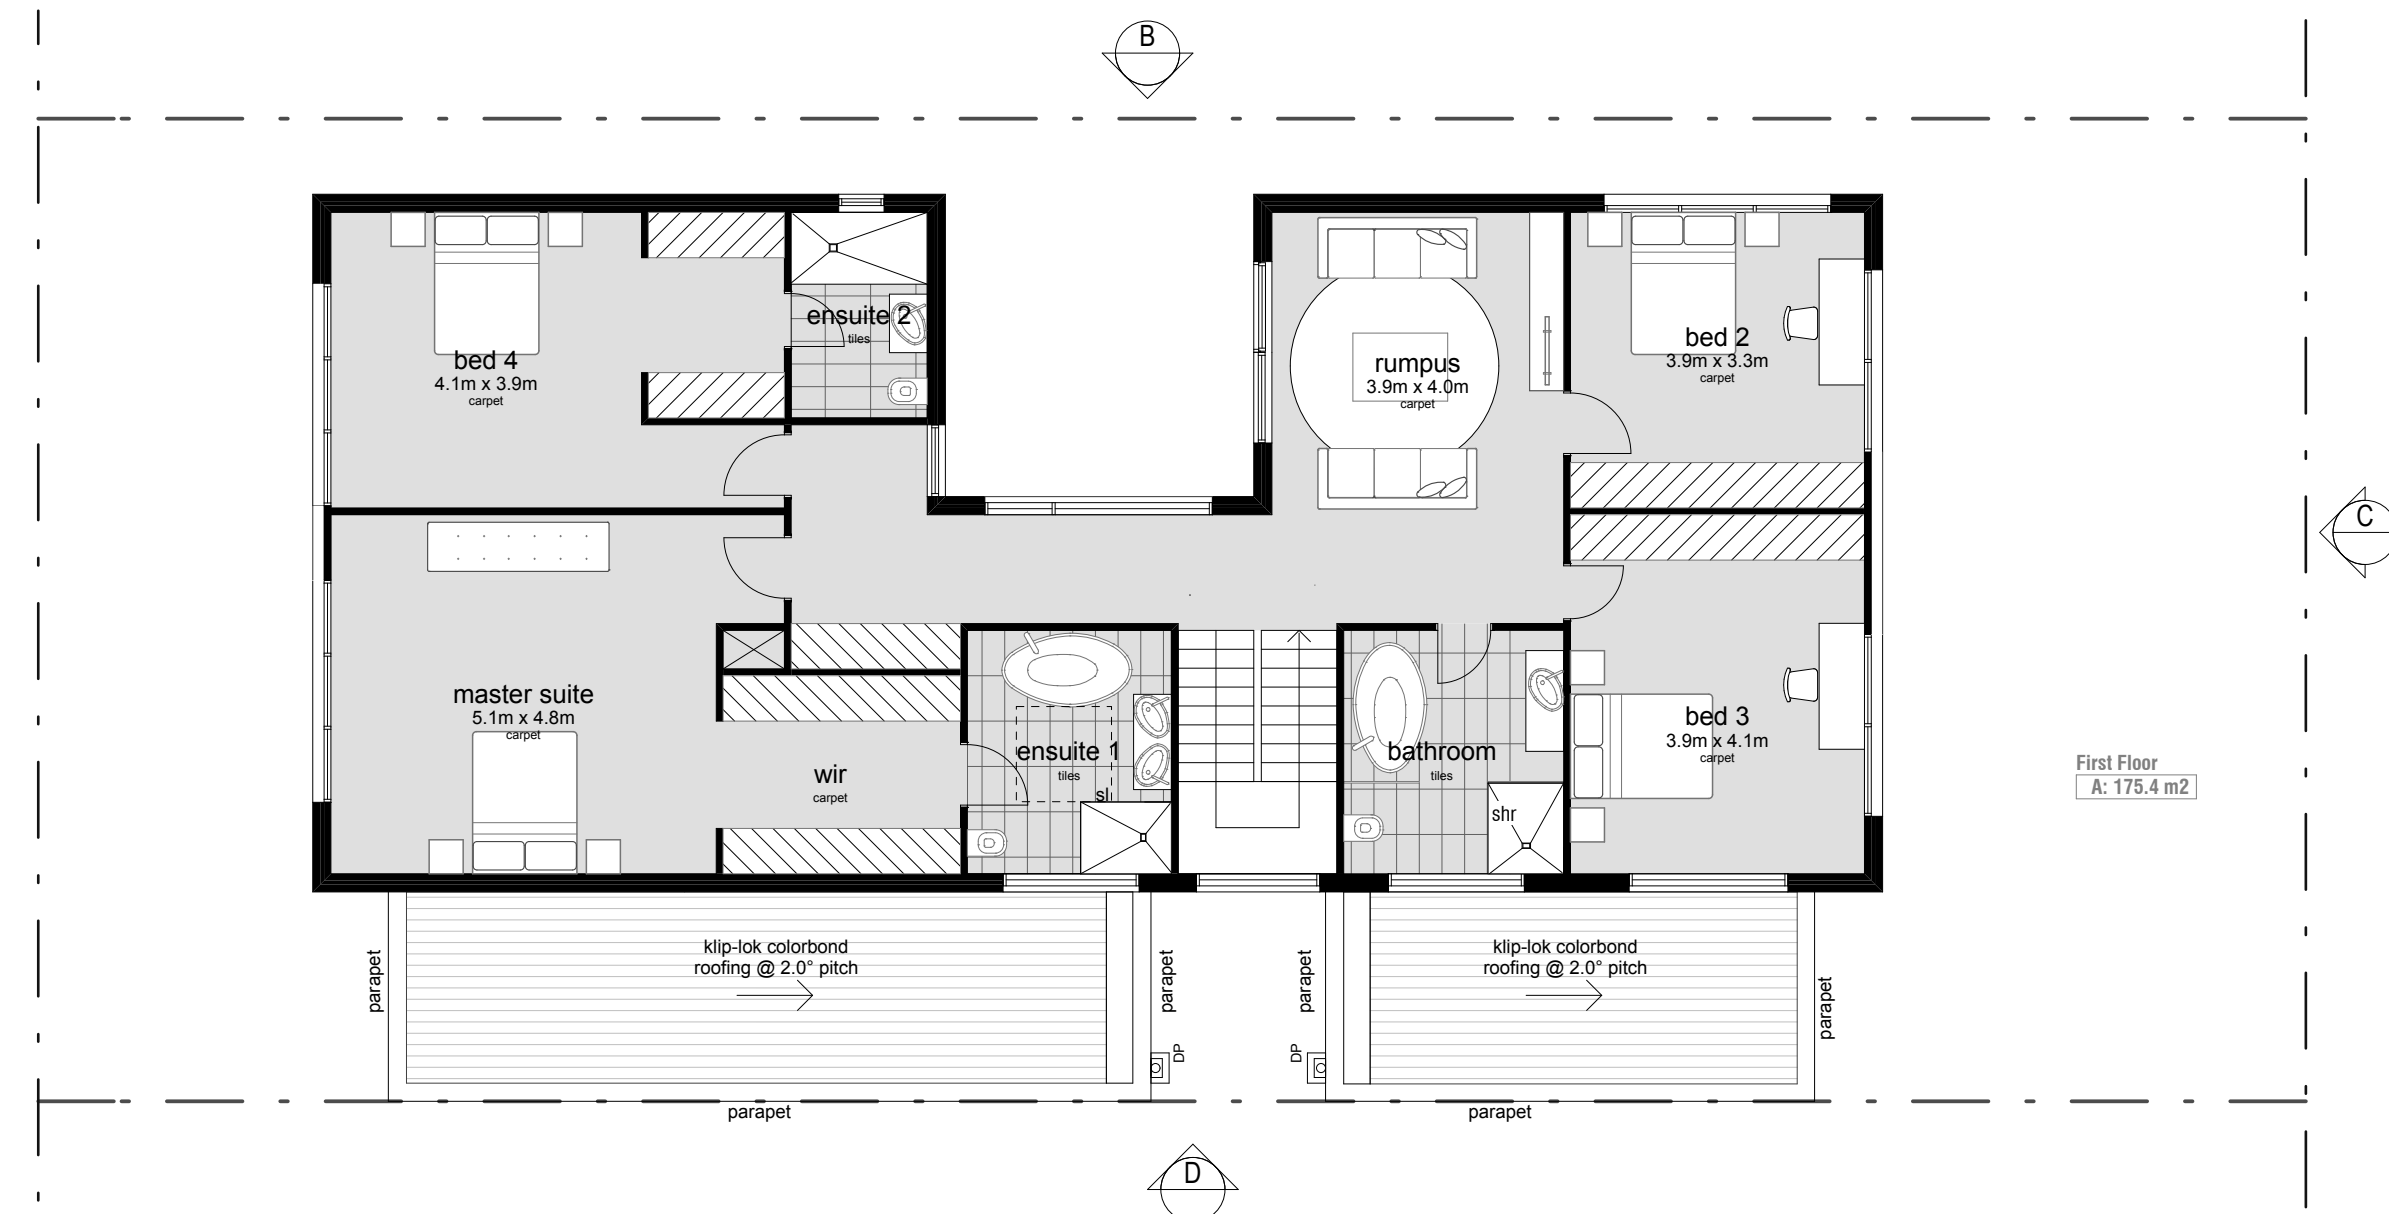 B
bed 4
4.1m x 3.9m
carpet
ensuite 2
tiles
rumpus
3.9m x 4.0m
carpet
bed 2
3.9m x 3.3m
carpet
C
master suite
5.1m x 4.8m
carpet
wir
carpet
ensuite 1
tiles
sl
bathroom
tiles
shr
bed 3
3.9m x 4.1m
carpet
First Floor
A: 175.4 m2
parapet
klip-lok colorbond
roofing @ 2.0° pitch
parapet
DP
parapet
DP
klip-lok colorbond
roofing @ 2.0° pitch
parapet
parapet
parapet
D